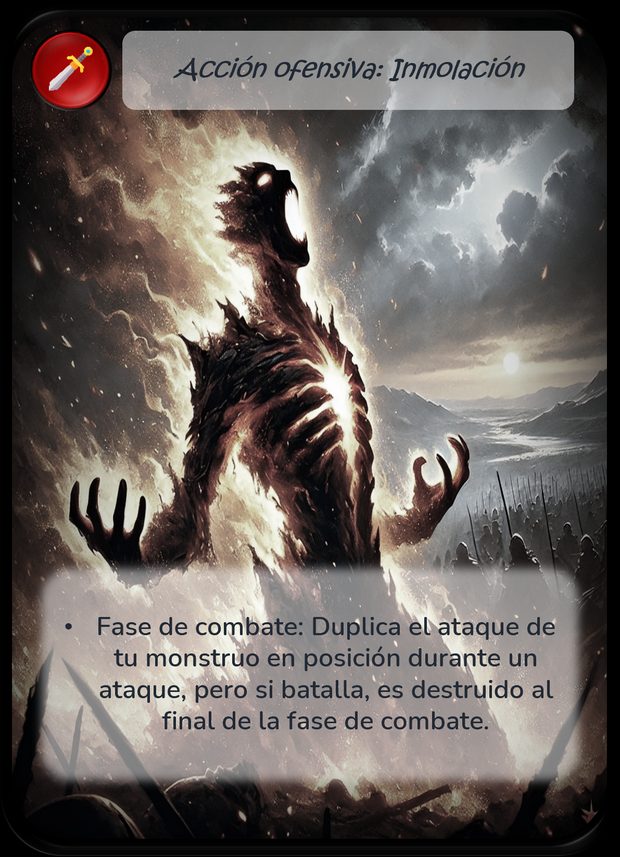 Acción ofensiva: Inmolación
• Fase de combate: Duplica el ataque de
tu monstruo en posición durante un
ataque, pero si batalla, es destruido al
final de la fase de combate.